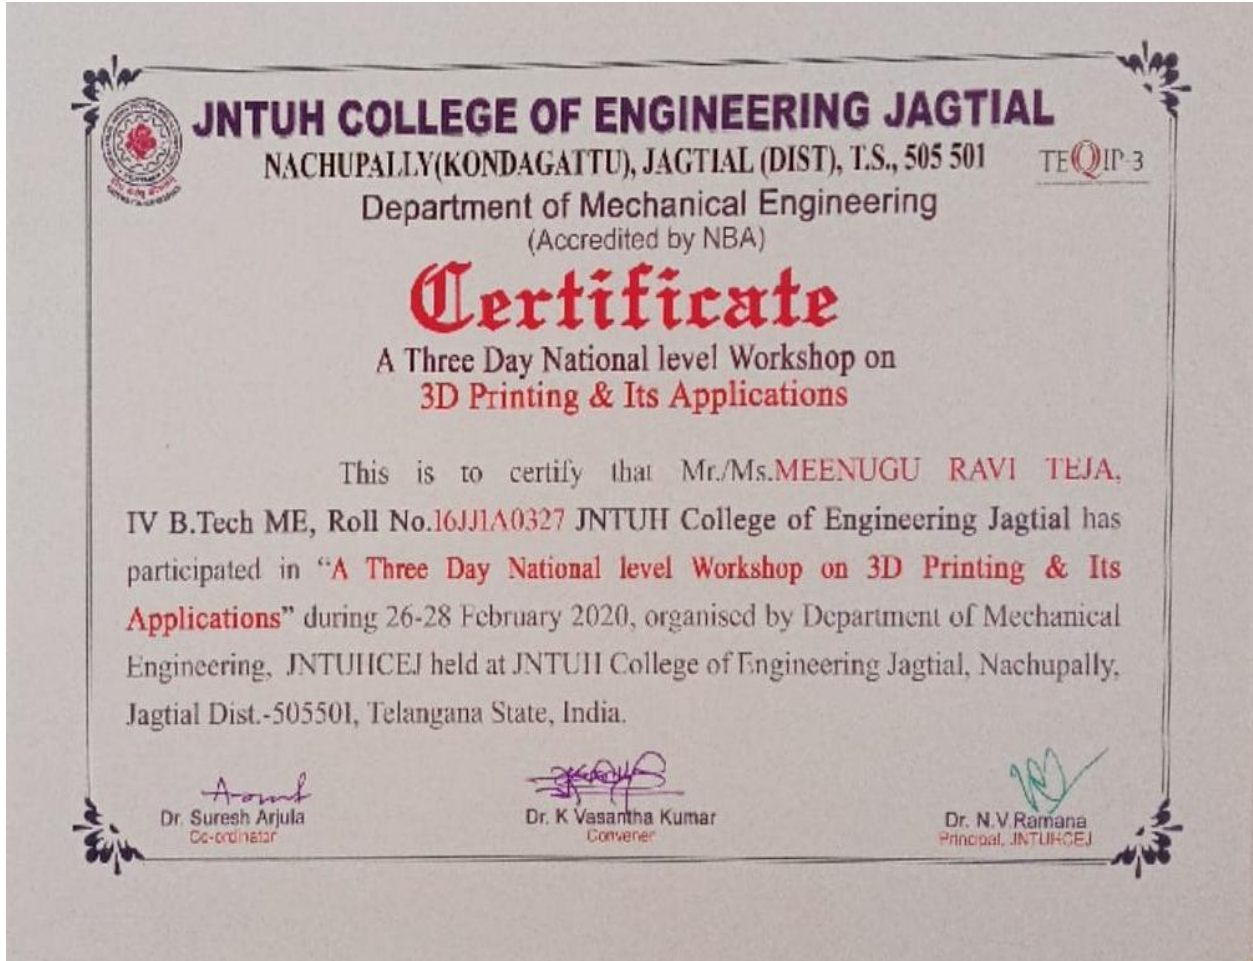 JNTUH COLLEGE OF ENGINEERING JAGTIAL
NACHUPALLY(KONDAGATTU), JAGTIAL (DIST), T.S., 505 501
TEQIP-3
Department of Mechanical Engineering
(Accredited by NBA)
Certificate
A Three Day National level Workshop on
3D Printing & Its Applications
This is to certify that Mr./Ms.MEENUGU RAVI TEJA,
IV B.Tech ME, Roll No.16JJ1A0327 JNTUH College of Engineering Jagtial has
participated in “A Three Day National level Workshop on 3D Printing & Its
Applications” during 26-28 February 2020, organised by Department of Mechanical
Engineering, JNTUHCEJ held at JNTUH College of Engineering Jagtial, Nachupally,
Jagtial Dist.-505501, Telangana State, India.
Dr. Suresh Arjula
Co-ordinator
Dr. K Vasantha Kumar
Convener
Dr. N.V.Ramana
Principal, JNTUHCEJ